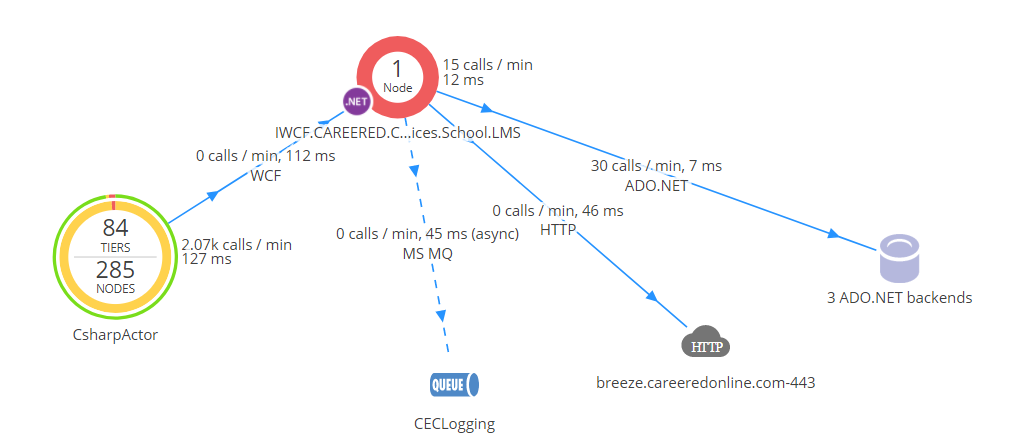 1
Node
15 calls / min
12 ms
.NET
IWCF.CAREERED.C...ices.School.LMS
0 calls / min, 112 ms
WCF
30 calls / min, 7 ms
ADO.NET
84
TIERS
285
NODES
2.07k calls / min
127 ms
CsharpActor
0 calls / min, 45 ms (async)
MS MQ
0 calls / min, 46 ms
HTTP
3 ADO.NET backends
HTTP
breeze.careeredonline.com-443
QUEUE
CECLogging